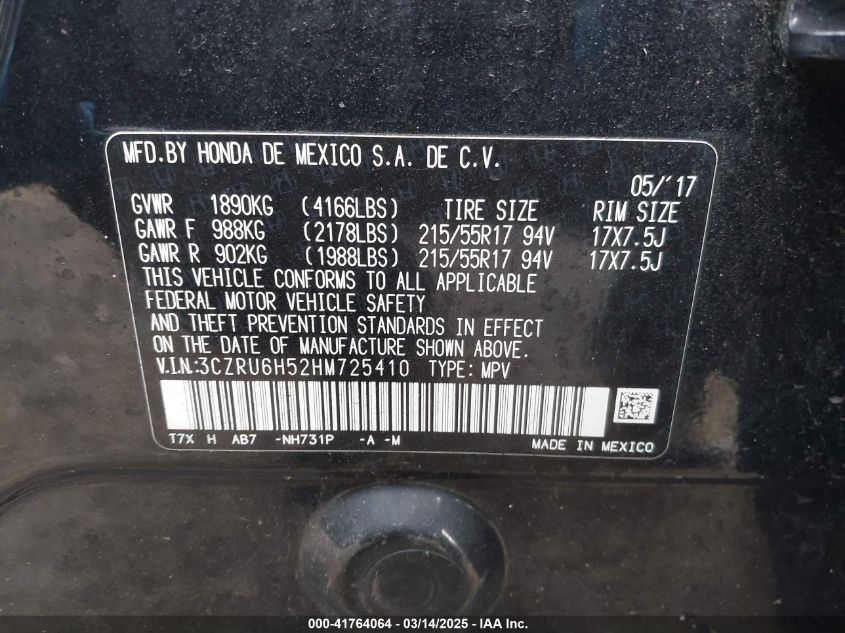 MFD.BY HONDA DE MEXICO S.A. DE C.V.
05/'17
GVWR 1890KG (4166LBS) TIRE SIZE RIM SIZE
GAWR F 988KG (2178LBS) 215/55R17 94V 17X7.5J
GAWR R 902KG (1988LBS) 215/55R17 94V 17X7.5J
THIS VEHICLE CONFORMS TO ALL APPLICABLE
FEDERAL MOTOR VEHICLE SAFETY
AND THEFT PREVENTION STANDARDS IN EFFECT
ON THE DATE OF MANUFACTURE SHOWN ABOVE.
V.I.N:3CZRU6H52HM725410 TYPE: MPV
T7X H AB7 -NH731P -A -M MADE IN MEXICO
000-41764064 - 03/14/2025 - IAA Inc.